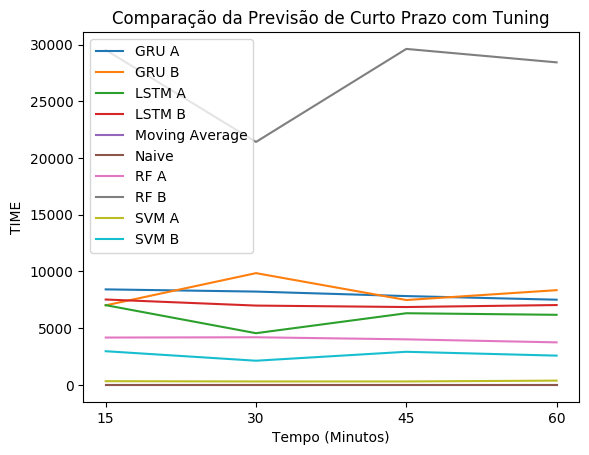 Comparação da Previsão de Curto Prazo com Tuning
30000
25000
20000
15000
10000
5000
0
TIME
GRU A
GRU B
LSTM A
LSTM B
Moving Average
Naive
RF A
RF B
SVM A
SVM B
15 30 45 60
Tempo (Minutos)